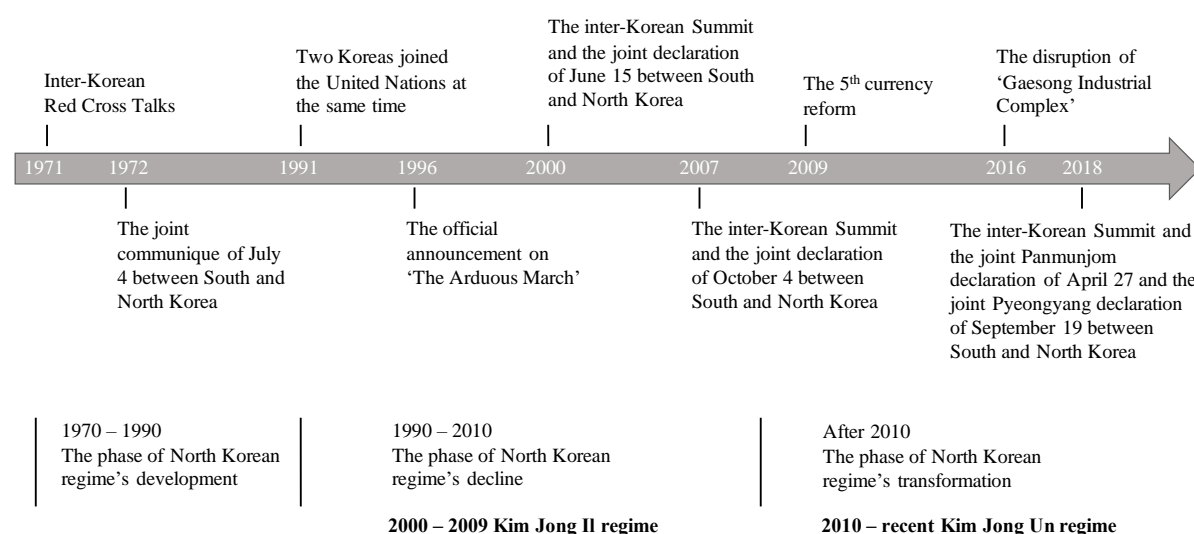 Inter-Korean
Red Cross Talks
Two Koreas joined
the United Nations at
the same time
The inter-Korean Summit
and the joint declaration
of June 15 between South
and North Korea
The 5th currency
reform
The disruption of
‘Gaesong Industrial
Complex’
1971 1972 1991 1996 2000 2007 2009 2016 2018
The joint
communique of July
4 between South and
North Korea
The official
announcement on
‘The Arduous March’
The inter-Korean Summit
and the joint declaration
of October 4 between
South and North Korea
The inter-Korean Summit and
the joint Panmunjom
declaration of April 27 and the
joint Pyeongyang declaration
of September 19 between
South and North Korea
1970 – 1990
The phase of North Korean
regime’s development
1990 – 2010
The phase of North Korean
regime’s decline
2000 – 2009 Kim Jong Il regime
After 2010
The phase of North Korean
regime’s transformation
2010 – recent Kim Jong Un regime